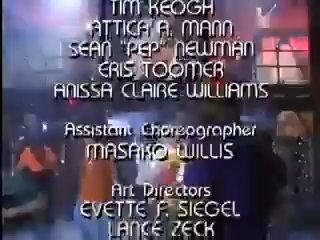 TIM KEOGH
ATTICA A. MANN
SEAN "PEP" NEWMAN
ERIS TOOMER
ANISSA CLAIRE WILLIAMS
Assistant Choreographer
MASAKO WILLIS
Art Directors
EVETTE F. SIEGEL
LANCE ZECK